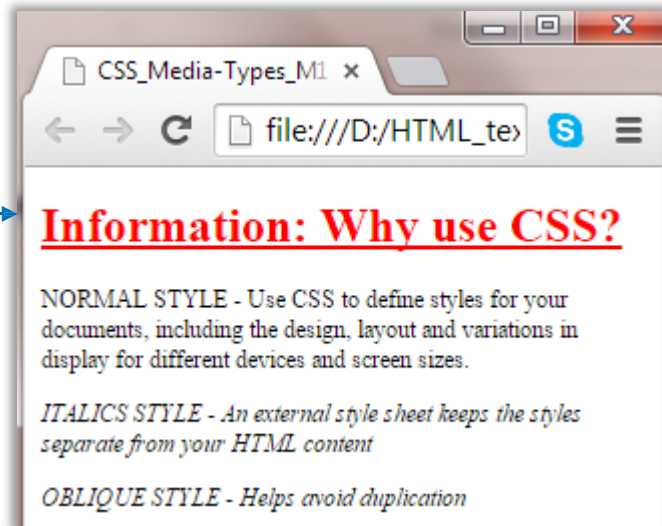 CSS_Media-Types_M1
file:///D:/HTML_tex
S
Information: Why use CSS?
NORMAL STYLE - Use CSS to define styles for your
documents, including the design, layout and variations in
display for different devices and screen sizes.
ITALICS STYLE - An external style sheet keeps the styles
separate from your HTML content
OBLIQUE STYLE - Helps avoid duplication